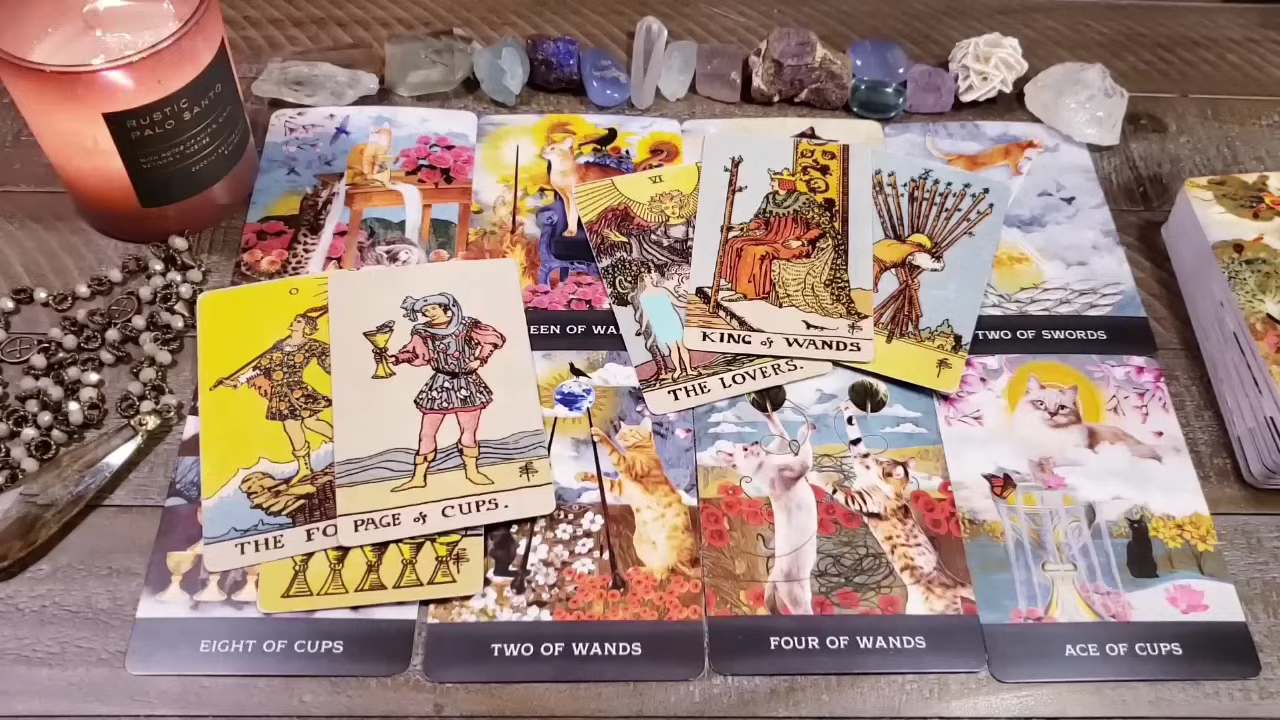 RUSTIC
PALO SANTO
VI
X
EEN OF WA
KING of WANDS
THE LOVERS.
TWO OF SWORDS
THE FO
PAGE of CUPS.
EIGHT OF CUPS
TWO OF WANDS
FOUR OF WANDS
ACE OF CUPS